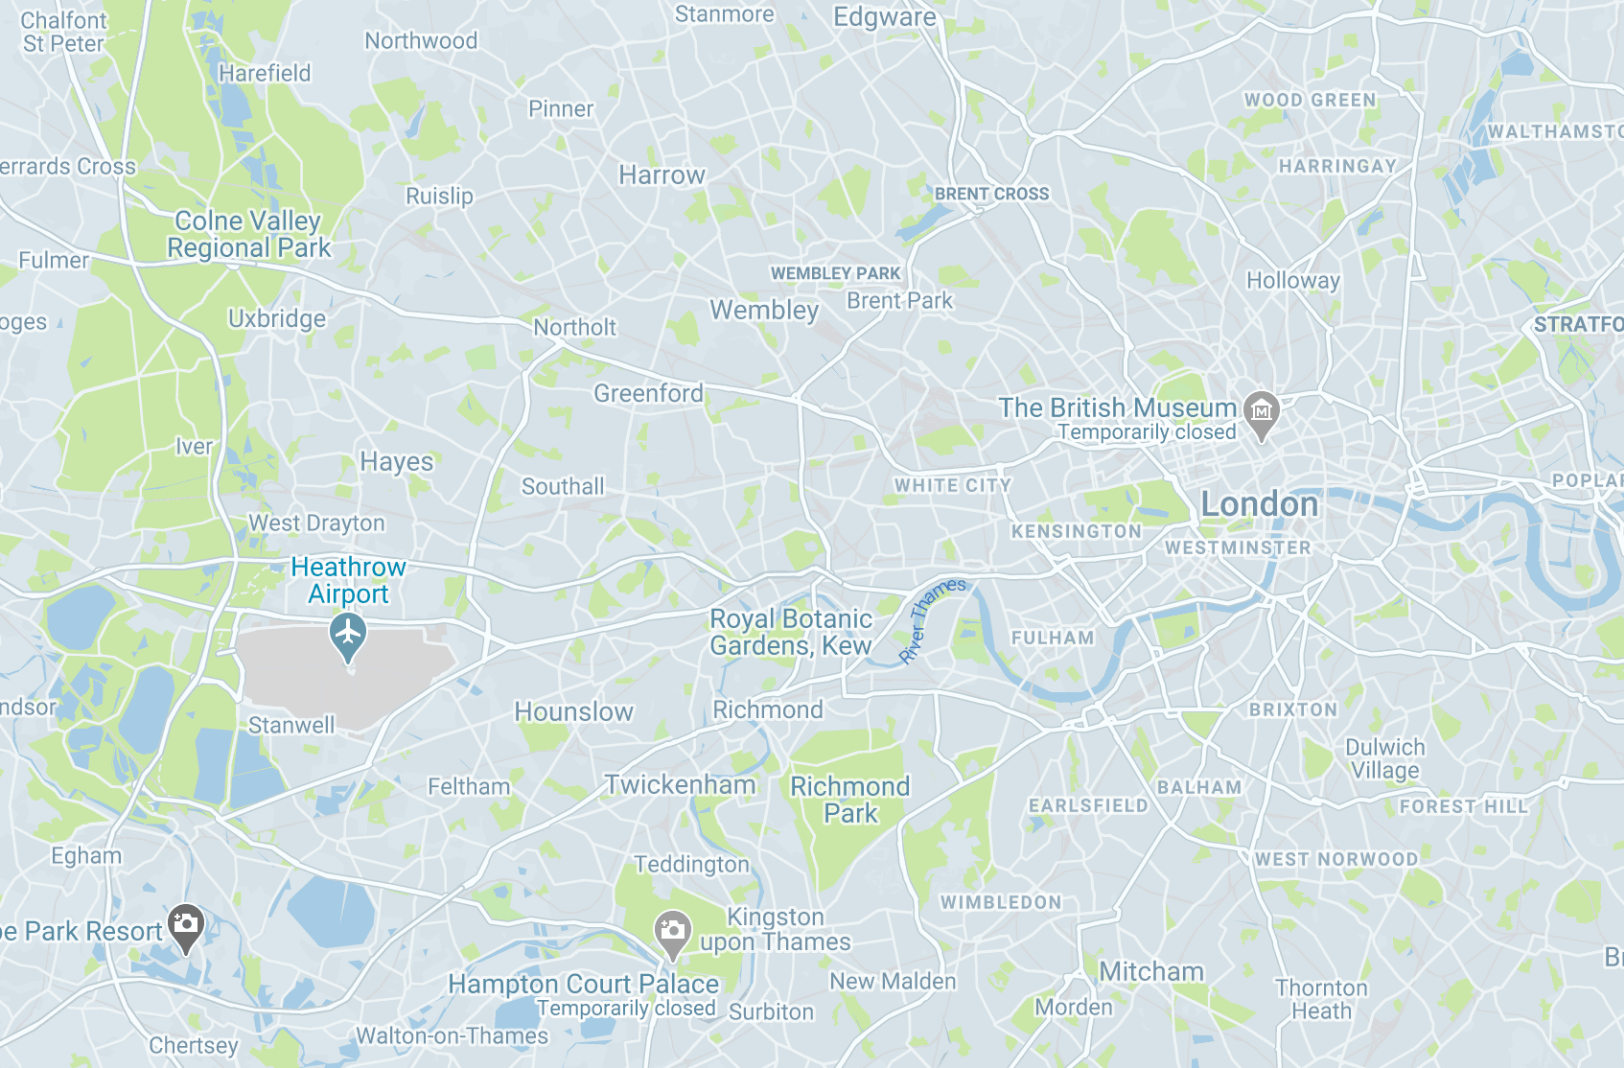 Chalfont
St Peter
Northwood
Stanmore
Edgware
Harefield
Pinner
WOOD GREEN
WALTHAMSTO
errards Cross
Harrow
HARRINGAY
Ruislip
BRENT CROSS
Colne Valley
Regional Park
Fulmer
WEMBLEY PARK
Holloway
Wembley
Brent Park
oges
Uxbridge
Northolt
STRATFO
Greenford
The British Museum
Temporarily closed
Iver
Hayes
Southall
WHITE CITY
POPLAR
London
West Drayton
KENSINGTON
WESTMINSTER
Heathrow
Airport
River Thames
Royal Botanic
Gardens, Kew
FULHAM
ndsor
Stanwell
Hounslow
Richmond
BRIXTON
Dulwich
Village
Feltham
Twickenham
Richmond
Park
EARLSFIELD
BALHAM
FOREST HILL
Egham
Teddington
WEST NORWOOD
WIMBLEDON
pe Park Resort
Kingston
upon Thames
Hampton Court Palace
Temporarily closed
New Malden
Mitcham
Br
Surbiton
Morden
Thornton
Heath
Walton-on-Thames
Chertsey